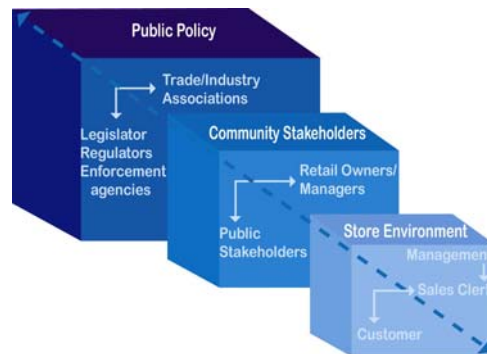 Public Policy
Trade/Industry
Associations
Legislator
Regulators
Enforcement
agencies
Community Stakeholders
Retail Owners/
Managers
Public
Stakeholders
Store Environment
Management
Sales Clerk
Customer